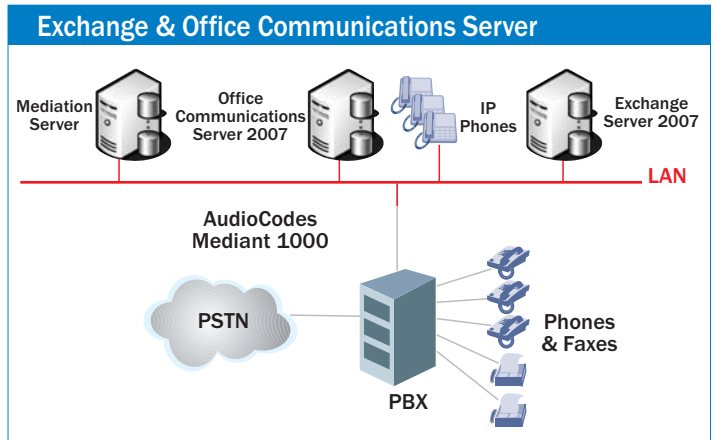 Exchange & Office Communications Server
Mediation
Server
Office
Communications
Server 2007
IP
Phones
Exchange
Server 2007
LAN
AudioCodes
Mediant 1000
PSTN
Phones
& Faxes
PBX